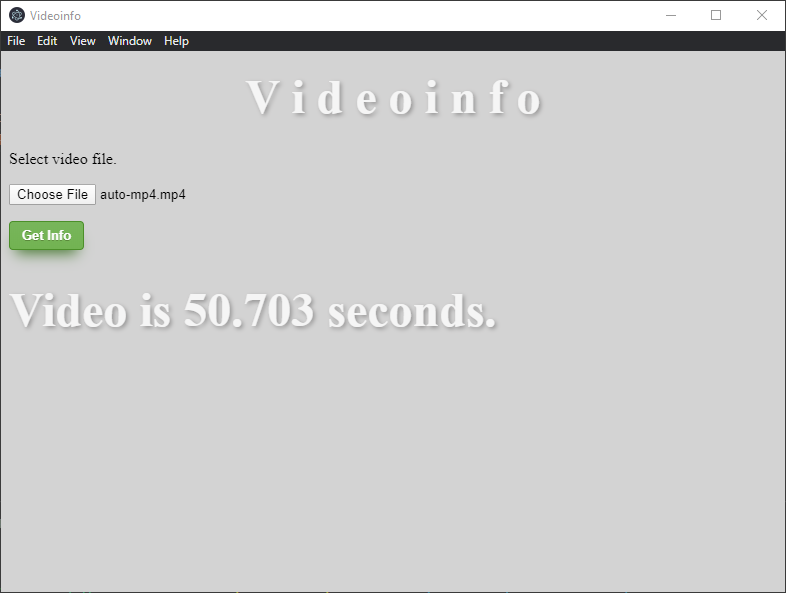 Videoinfo
File Edit View Window Help
Videoinfo
Select video file.
Choose File auto-mp4.mp4
Get Info
Video is 50.703 seconds.